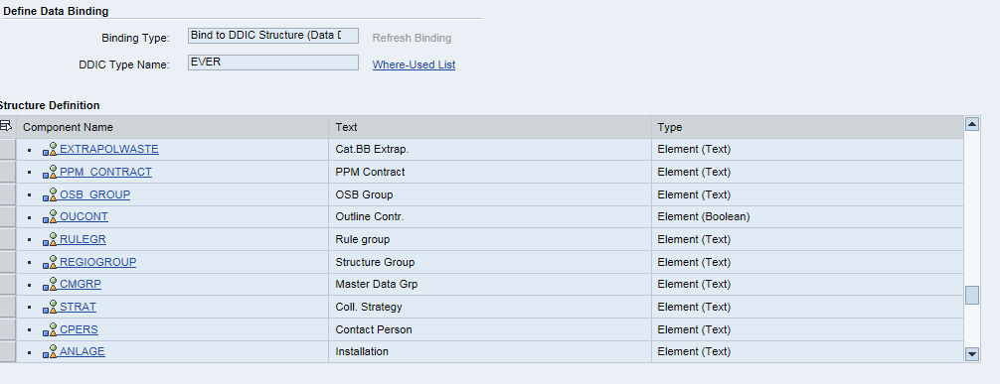 Define Data Binding
Binding Type: Bind to DDIC Structure (Data D Refresh Binding
DDIC Type Name: EVER Where-Used List
Structure Definition
Component Name Text Type
EXTRAPOLWASTE Cat.BB Extrap. Element (Text)
PPM_CONTRACT PPM Contract Element (Text)
OSB_GROUP OSB Group Element (Text)
OUCONT Outline Contr. Element (Boolean)
RULEGR Rule group Element (Text)
REGIOGROUP Structure Group Element (Text)
CMGRP Master Data Grp Element (Text)
STRAT Coll. Strategy Element (Text)
CPERS Contact Person Element (Text)
ANLAGE Installation Element (Text)